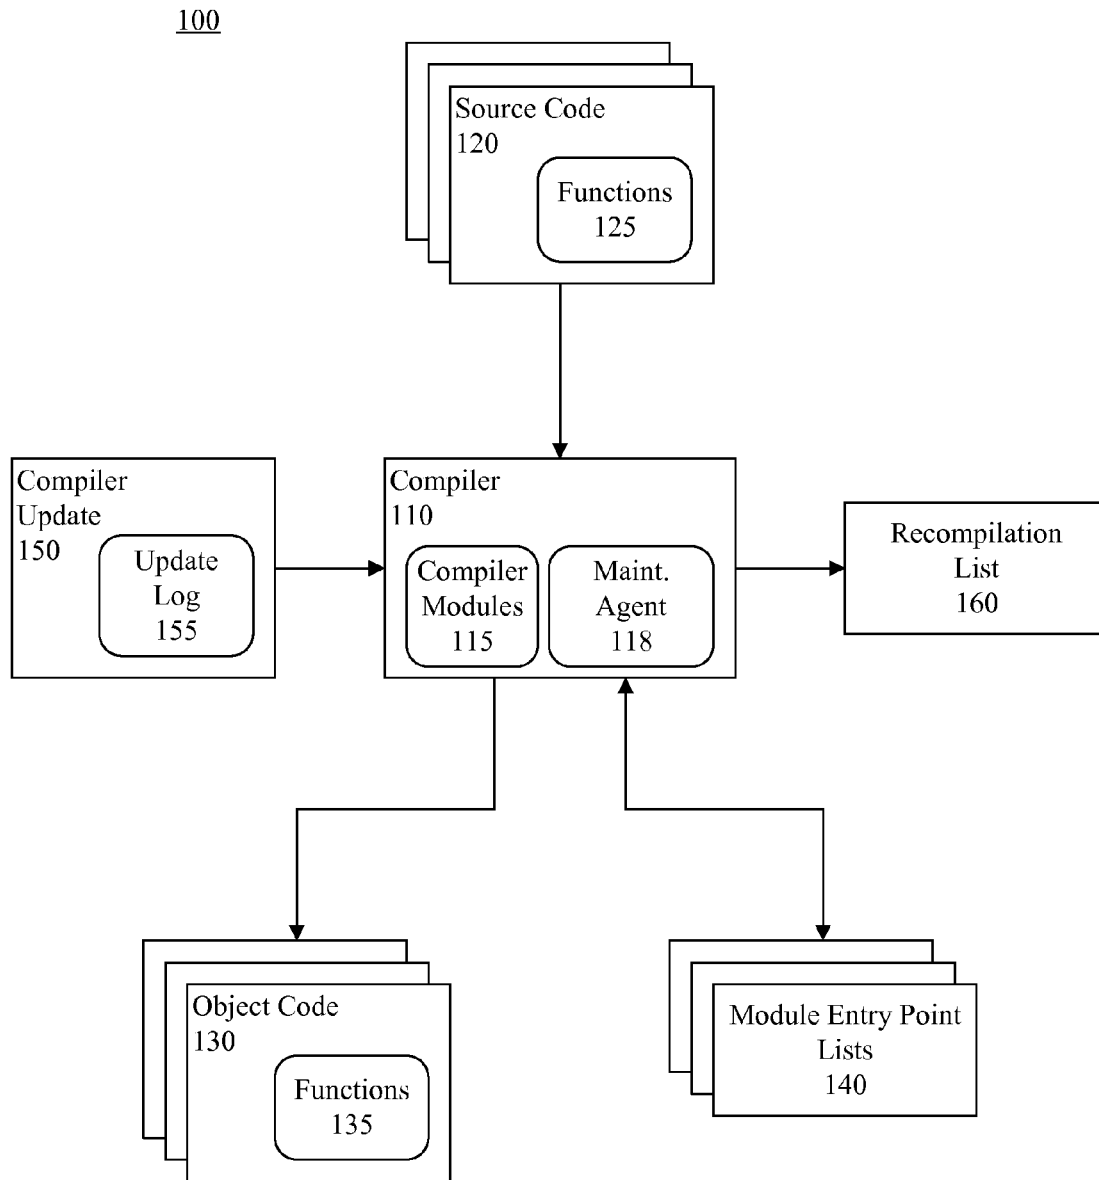 100
Source Code
120
Functions
125
Compiler
Update
150
Update
Log
155
Compiler
110
Compiler
Modules
115
Maint.
Agent
118
Recompilation
List
160
Object Code
130
Functions
135
Module Entry Point
Lists
140